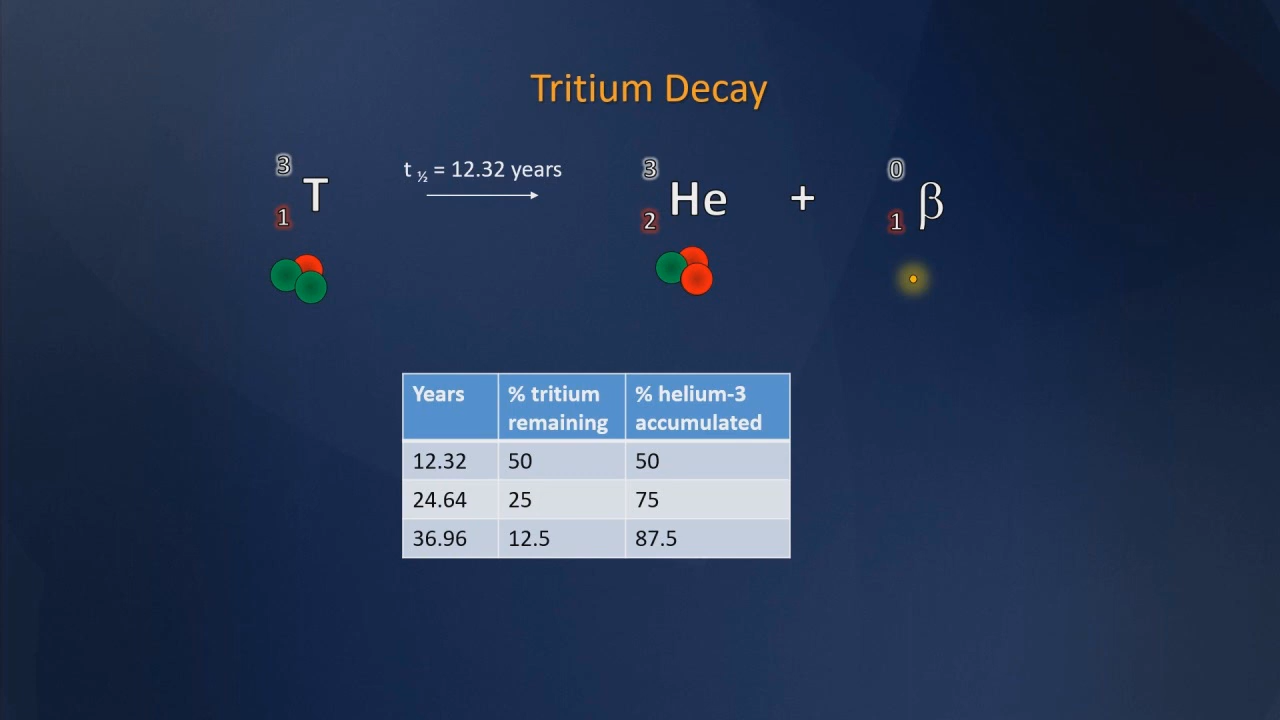 Tritium Decay
3
1 T
t ½ = 12.32 years
3
2 He
+
0
1 β
Years % tritium remaining % helium-3 accumulated
12.32 50 50
24.64 25 75
36.96 12.5 87.5